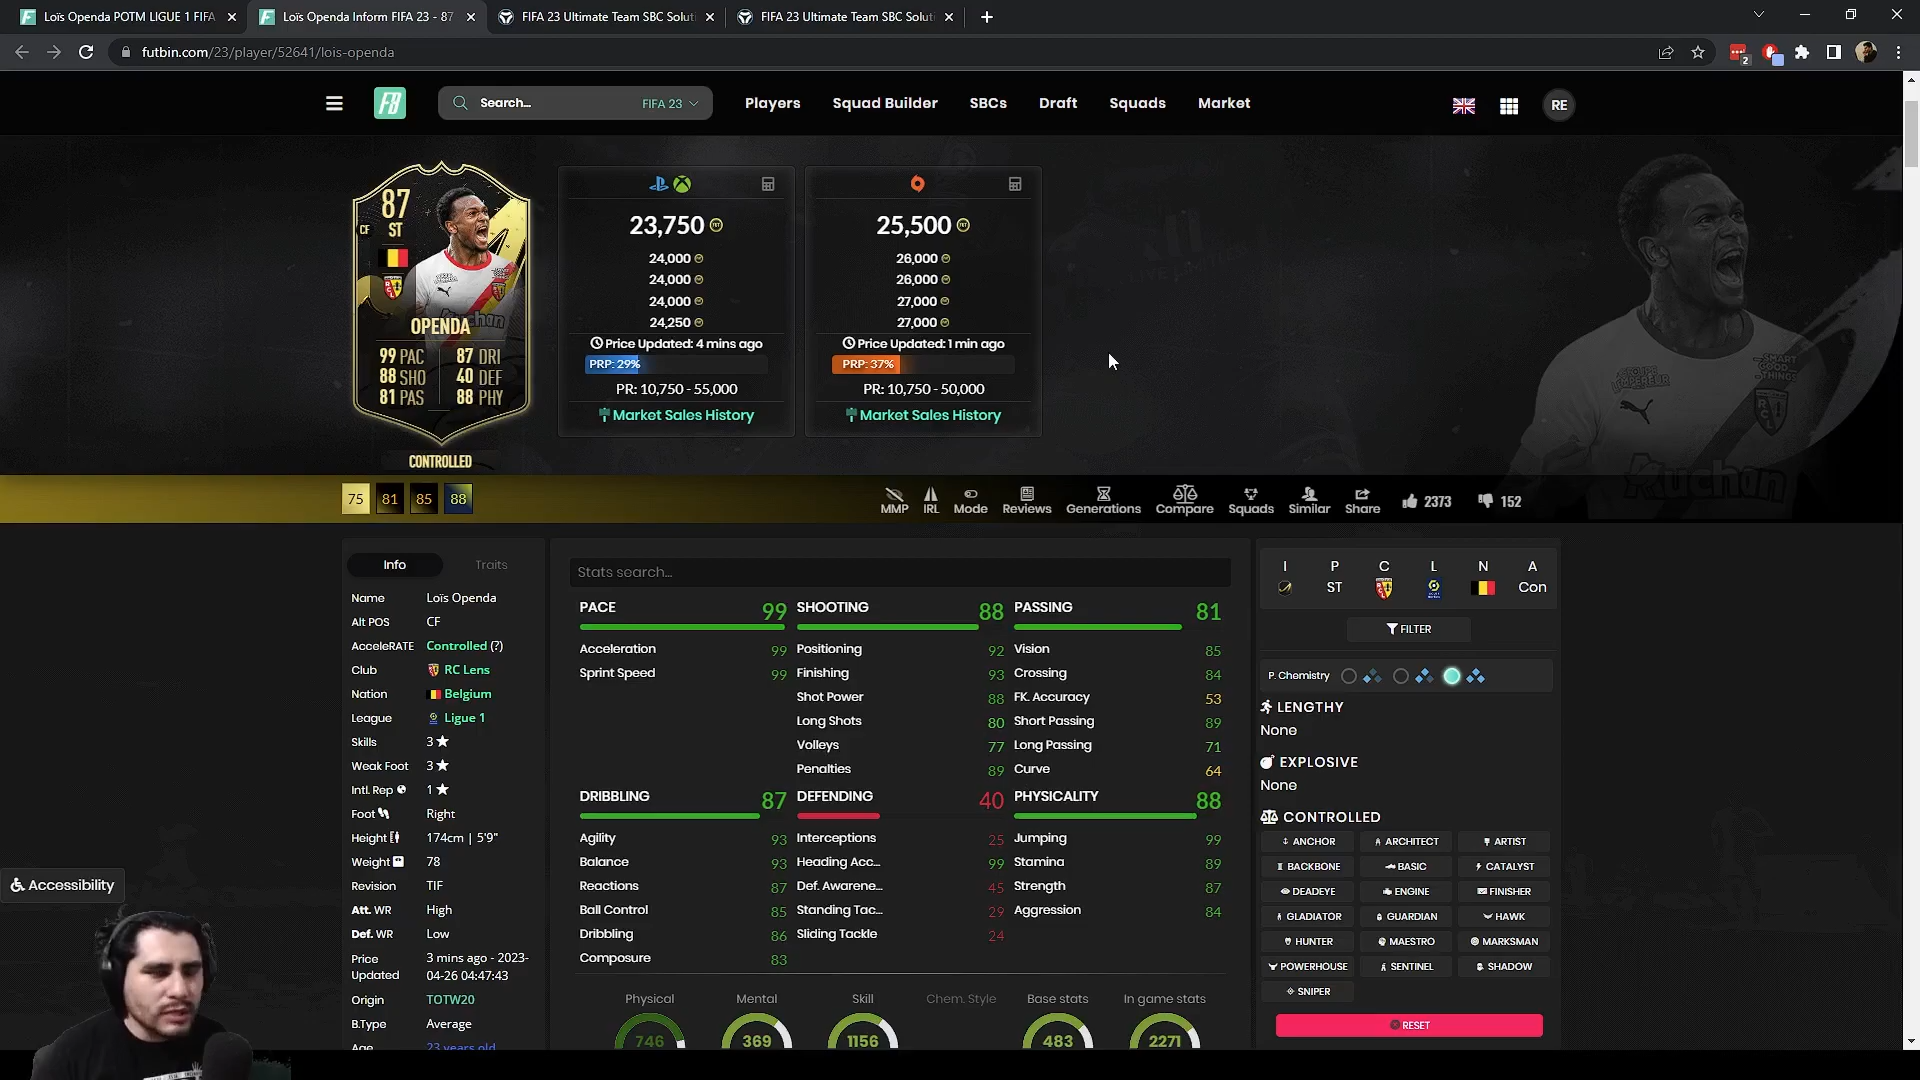 Loïs Openda POTM LIGUE 1 FIFA
Loïs Openda Inform FIFA 23 - 87
FIFA 23 Ultimate Team SBC Soluti
FIFA 23 Ultimate Team SBC Soluti
futbin.com/23/player/52641/lois-openda
2
FB
Search...
FIFA 23
Players
Squad Builder
SBCs
Draft
Squads
Market
RE
87
ST
CF
OPENDA
99 PAC 87 DRI
88 SHO 40 DEF
81 PAS 88 PHY
CONTROLLED
23,750
24,000
24,000
24,000
24,250
Price Updated: 4 mins ago
PRP: 29%
PR: 10,750 - 55,000
Market Sales History
25,500
26,000
26,000
27,000
27,000
Price Updated: 1 min ago
PRP: 37%
PR: 10,750 - 50,000
Market Sales History
75 81 85 88
MMP IRL Mode Reviews Generations Compare Squads Similar Share 2373 152
Info Traits
Name Loïs Openda
Alt POS CF
AcceleRATE Controlled (?)
Club RC Lens
Nation Belgium
League Ligue 1
Skills 3
Weak Foot 3
Intl. Rep 1
Foot Right
Height 174cm | 5'9"
Weight 78
Revision TIF
Att. WR High
Def. WR Low
Price Updated 3 mins ago - 2023-04-26 04:47:43
Origin TOTW20
B.Type Average
Age 23 years old
Stats search...
PACE 99
Acceleration 99
Sprint Speed 99
SHOOTING 88
Positioning 92
Finishing 93
Shot Power 88
Long Shots 80
Volleys 77
Penalties 89
PASSING 81
Vision 85
Crossing 84
FK. Accuracy 53
Short Passing 89
Long Passing 71
Curve 64
DRIBBLING 87
Agility 93
Balance 93
Reactions 87
Ball Control 85
Dribbling 86
Composure 83
DEFENDING 40
Interceptions 25
Heading Acc... 99
Def. Awarene... 45
Standing Tac... 29
Sliding Tackle 24
PHYSICALITY 88
Jumping 99
Stamina 89
Strength 87
Aggression 84
Physical Mental Skill Chem. Style Base stats In game stats
746 369 1156 483 2271
I P C L N A
ST Con
FILTER
P. Chemistry
LENGTHY
None
EXPLOSIVE
None
CONTROLLED
ANCHOR ARCHITECT ARTIST
BACKBONE BASIC CATALYST
DEADEYE ENGINE FINISHER
GLADIATOR GUARDIAN HAWK
HUNTER MAESTRO MARKSMAN
POWERHOUSE SENTINEL SHADOW
SNIPER
RESET
Accessibility
Auchan